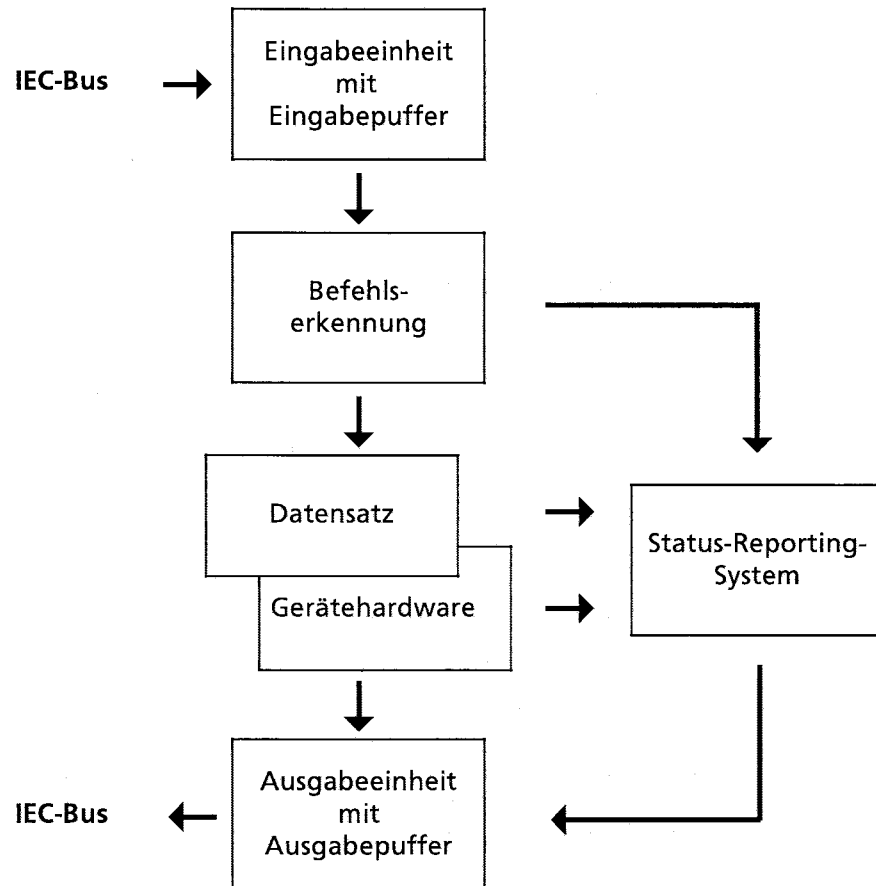 IEC-Bus
Eingabeeinheit
mit
Eingabepuffer
Befehls-
erkennung
Datensatz
Gerätehardware
Status-Reporting-
System
IEC-Bus
Ausgabeeinheit
mit
Ausgabepuffer